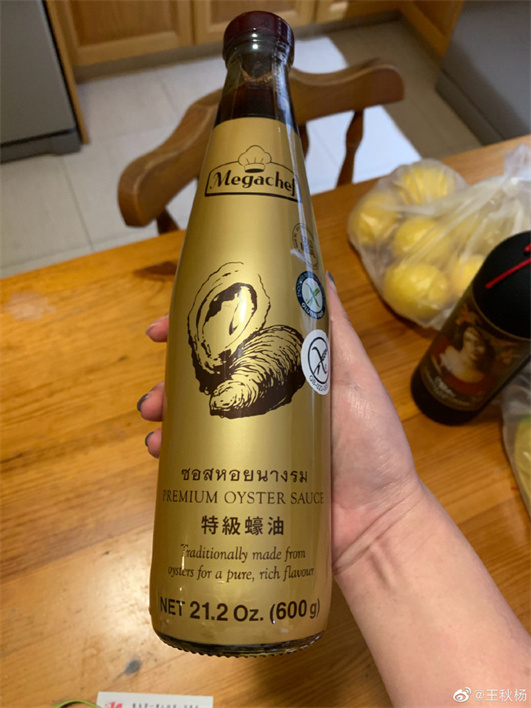 Megachef
ซอสหอยนางรม
PREMIUM OYSTER SAUCE
特級蠔油
Traditionally made from
oysters for a pure, rich flavour
NET 21.2 Oz. (600 g)
@王秋杨